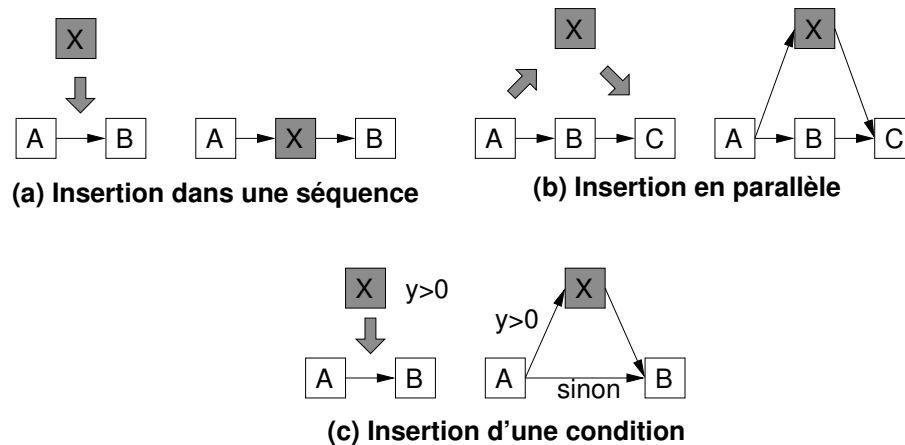 X
A B
A X B
(a) Insertion dans une séquence
X
A B C
X
A B C
(b) Insertion en parallèle
X y>0
A B
X
y>0
A B
sinon
(c) Insertion d'une condition